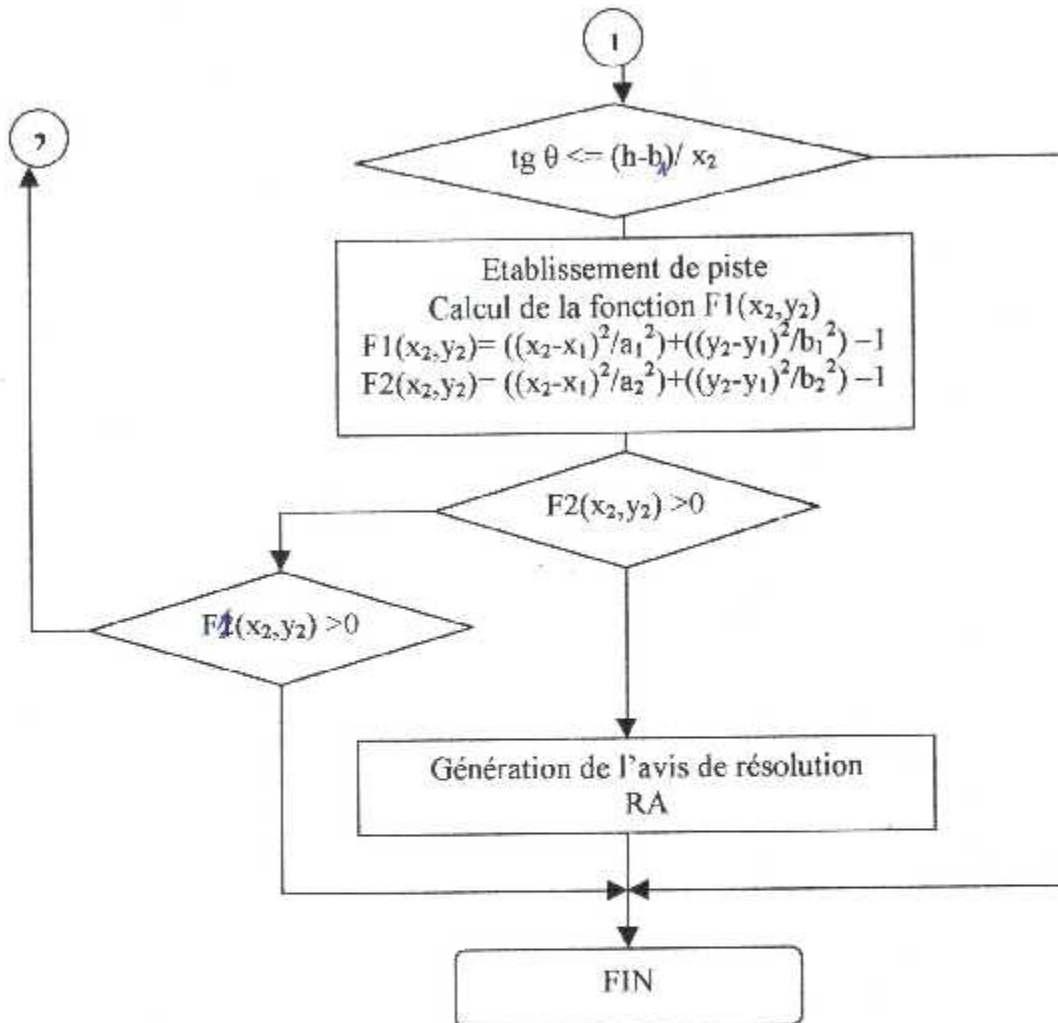 1
2
tg θ <= (h-b₁)/ x₂
Etablissement de piste
Calcul de la fonction F1(x₂,y₂)
F1(x₂,y₂)= ((x₂-x₁)²/a₁²)+((y₂-y₁)²/b₁²) –1
F2(x₂,y₂)= ((x₂-x₁)²/a₂²)+((y₂-y₁)²/b₂²) –1
F2(x₂,y₂) >0
F1(x₂,y₂) >0
Génération de l’avis de résolution
RA
FIN